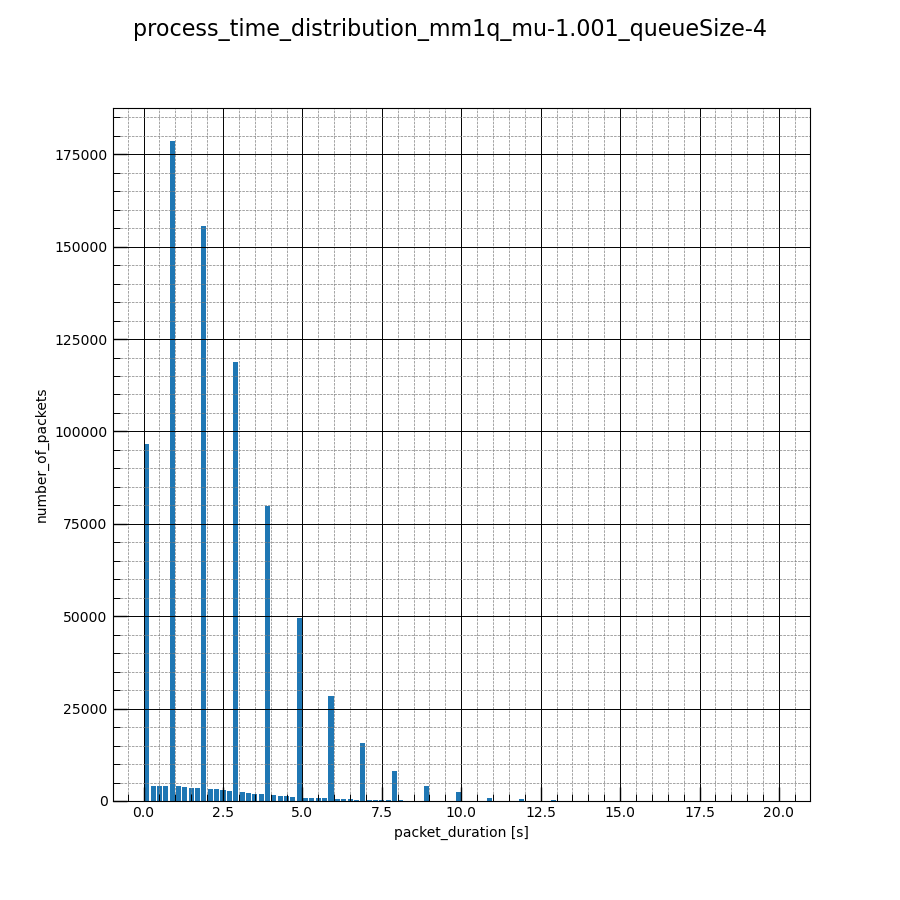 process_time_distribution_mm1q_mu-1.001_queueSize-4
175000
150000
125000
100000
75000
50000
25000
0
number_of_packets
0.0 2.5 5.0 7.5 10.0 12.5 15.0 17.5 20.0
packet_duration [s]